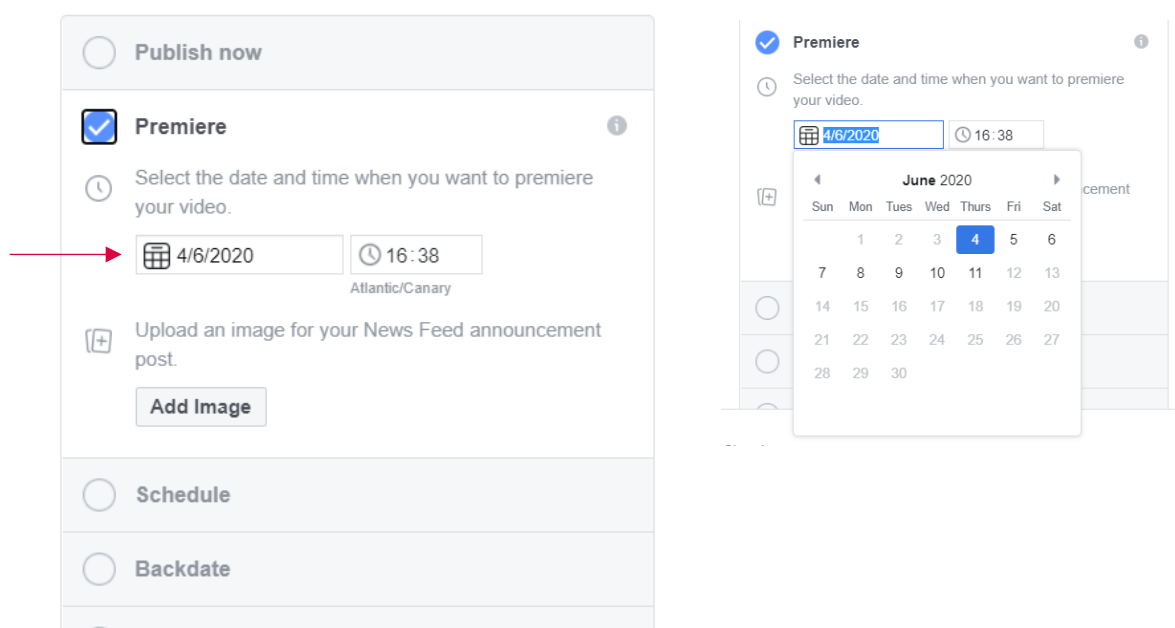 Publish now
Premiere
Select the date and time when you want to premiere
your video.
4/6/2020 16:38
Atlantic/Canary
Upload an image for your News Feed announcement
post.
Add Image
Schedule
Backdate
Premiere
Select the date and time when you want to premiere
your video.
4/6/2020 16:38
June 2020
Sun Mon Tues Wed Thurs Fri Sat
1 2 3 4 5 6
7 8 9 10 11 12 13
14 15 16 17 18 19 20
21 22 23 24 25 26 27
28 29 30